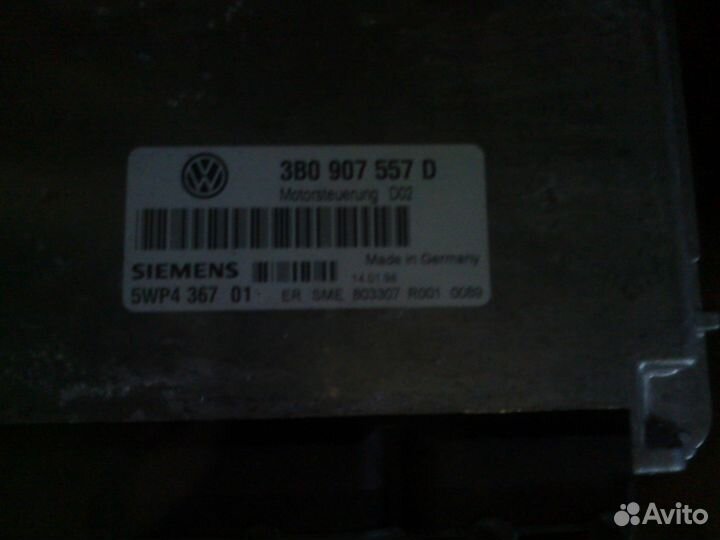 3B0 907 557 D
Motorsteuerung D02
Made in Germany
SIEMENS
14.01.98
5WP4 367 01
ER SME 803307 R001 0089
Avito